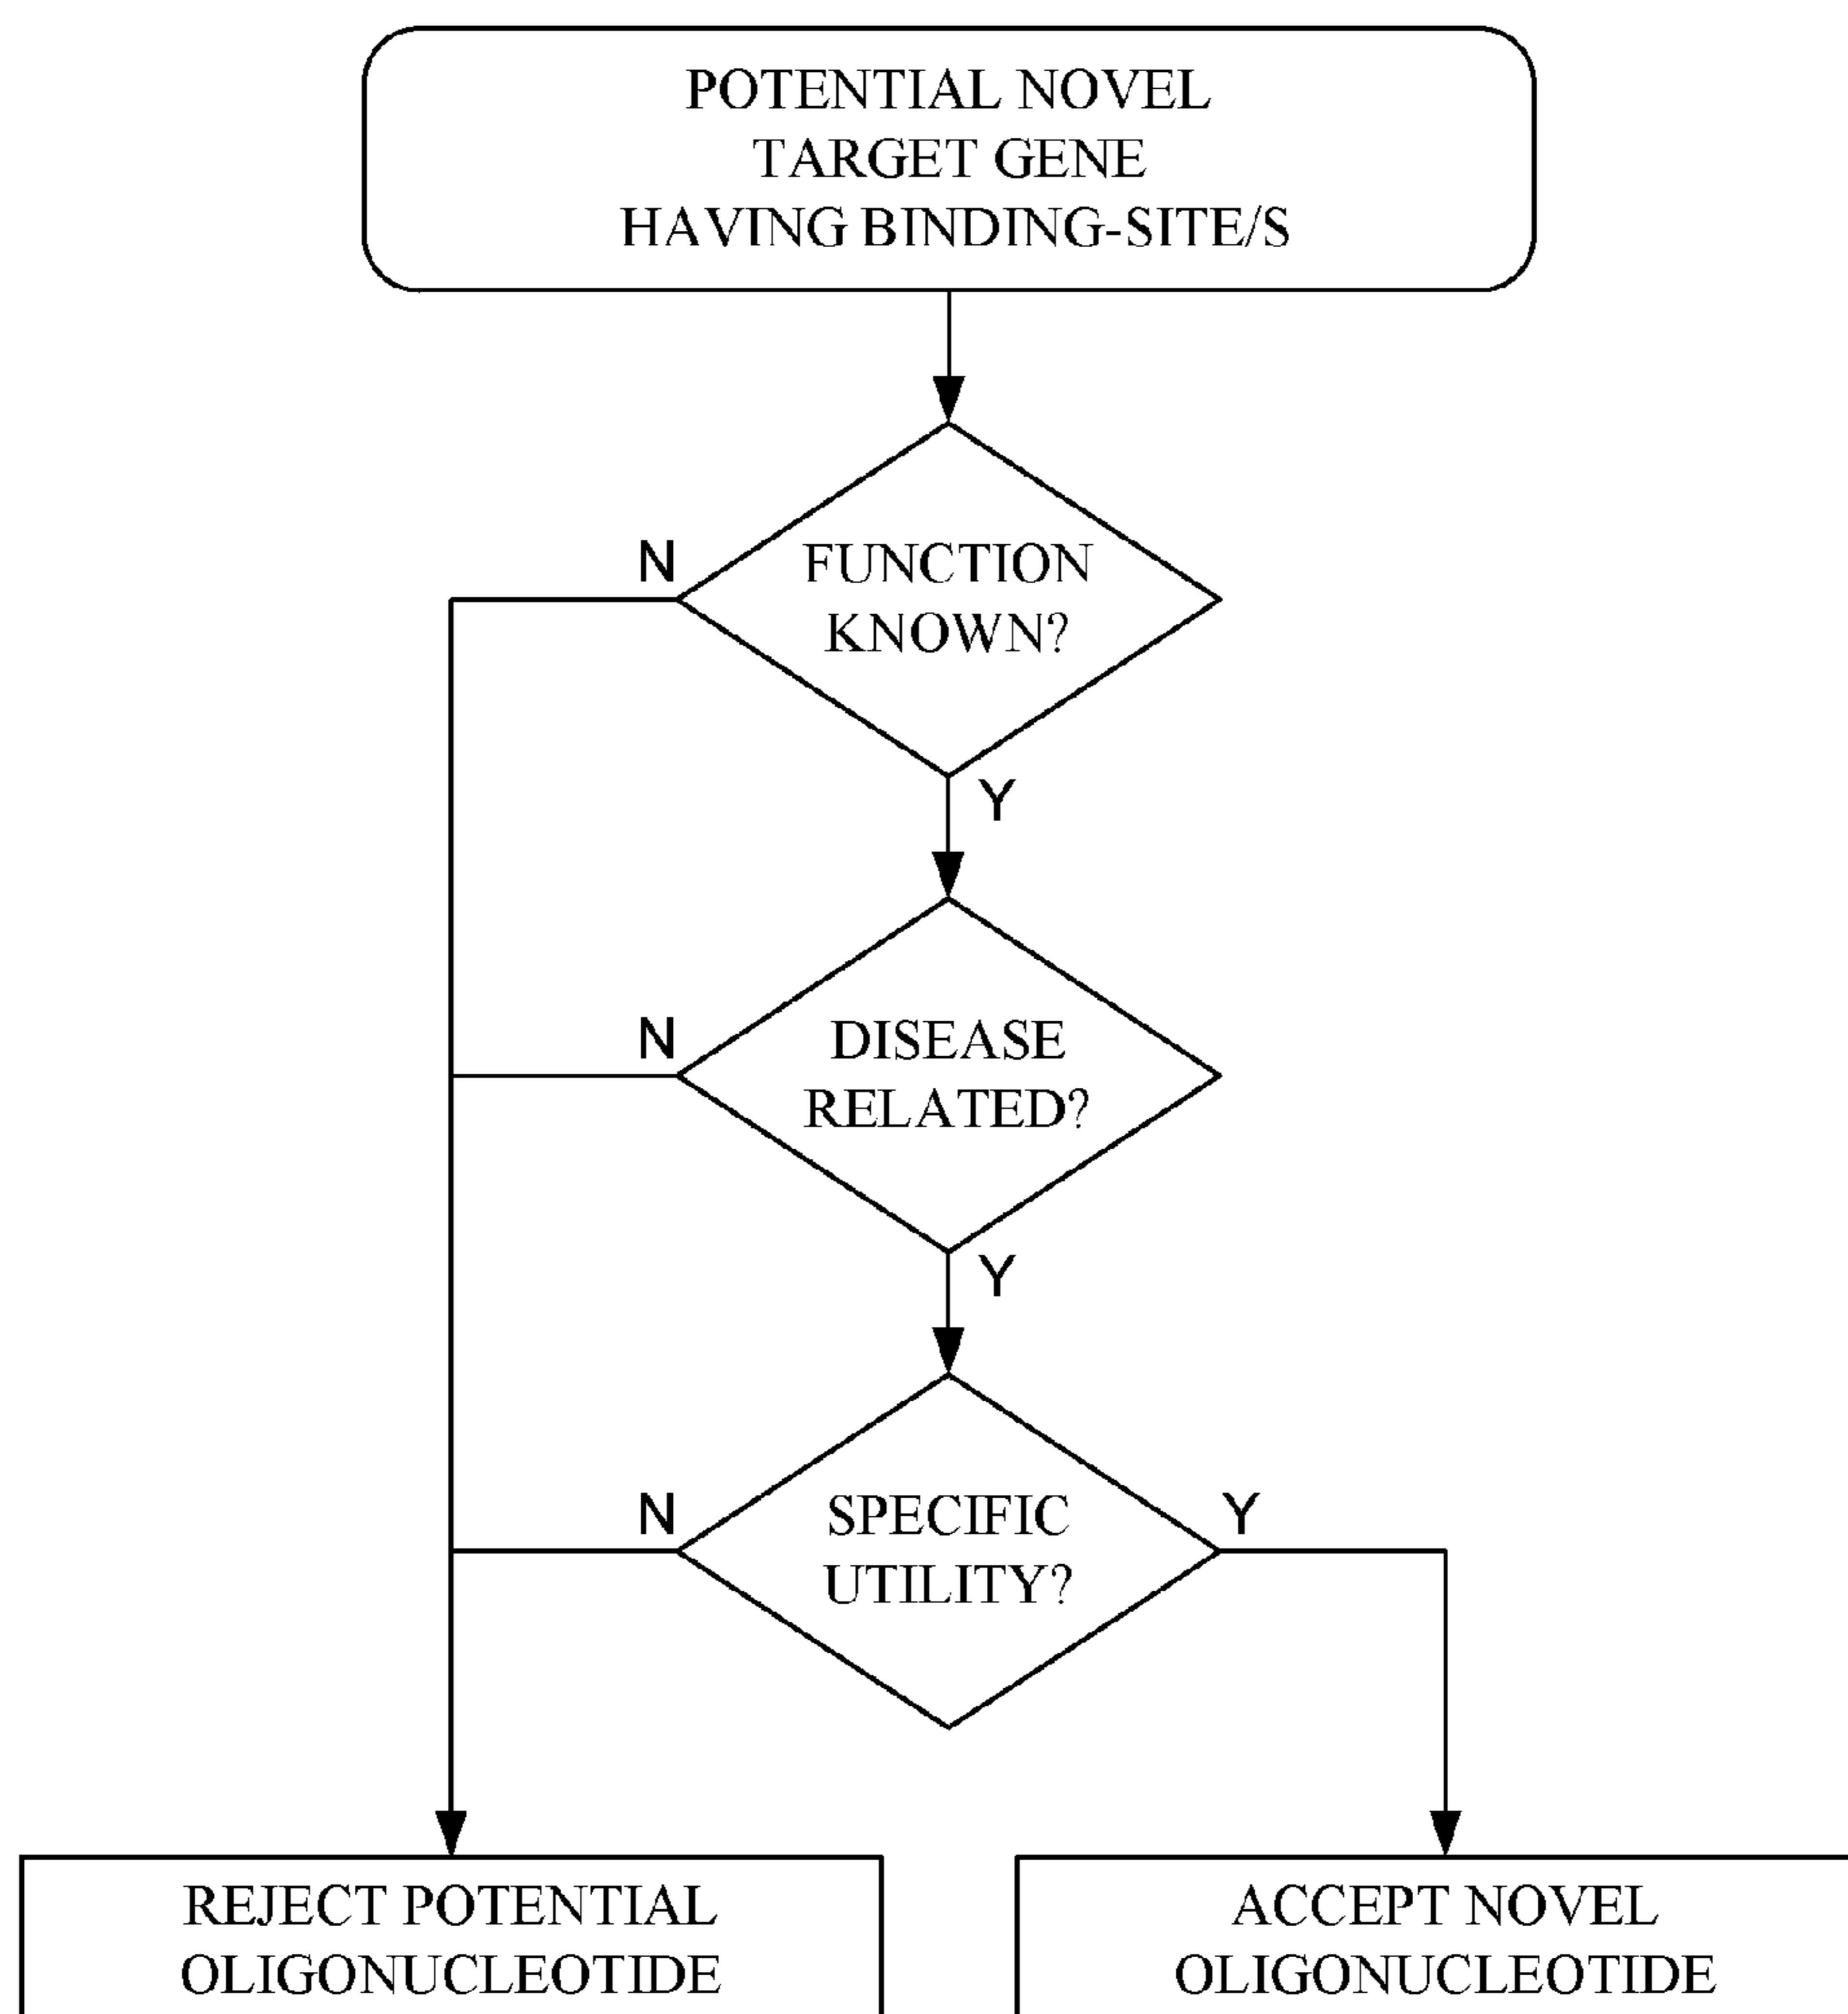 POTENTIAL NOVEL
TARGET GENE
HAVING BINDING-SITE/S
N
FUNCTION
KNOWN?
Y
N
DISEASE
RELATED?
Y
N
SPECIFIC
UTILITY?
Y
REJECT POTENTIAL
OLIGONUCLEOTIDE
ACCEPT NOVEL
OLIGONUCLEOTIDE